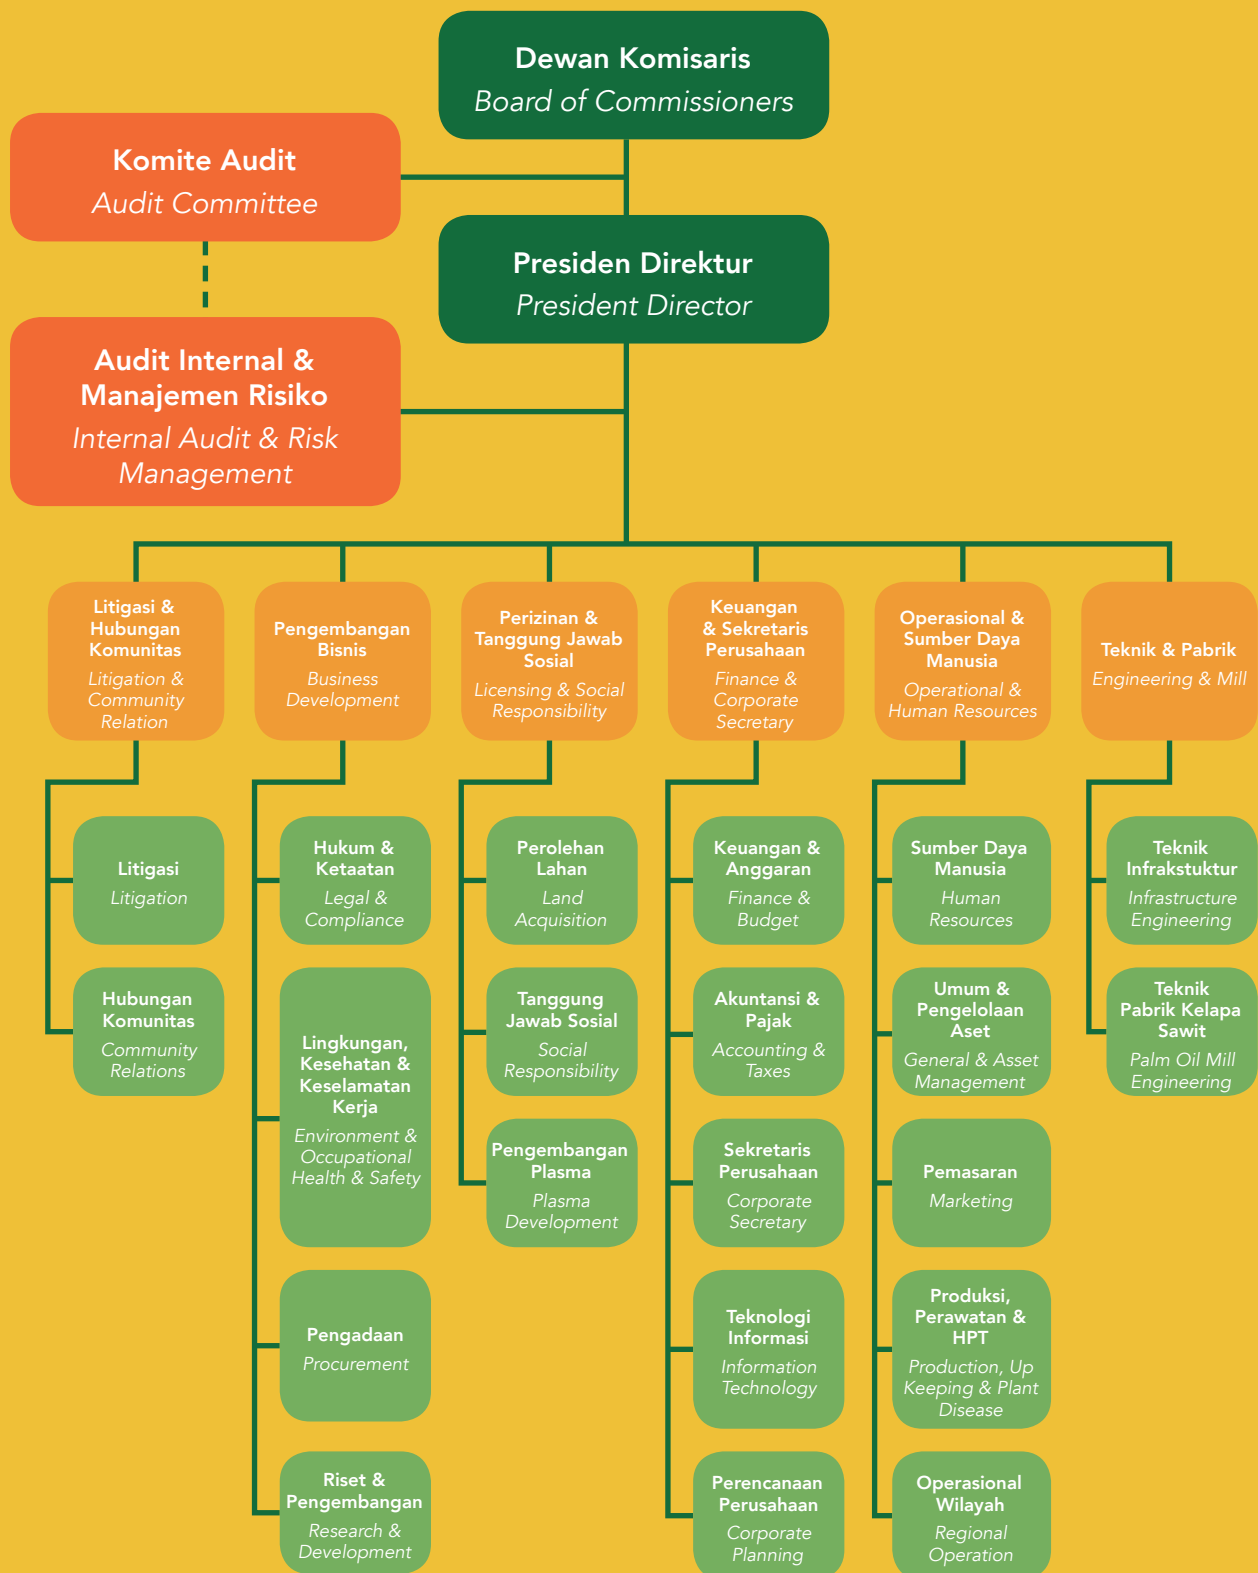 Dewan Komisaris
Board of Commissioners
Komite Audit
Audit Committee
Presiden Direktur
President Director
Audit Internal &
Manajemen Risiko
Internal Audit & Risk
Management
Litigasi &
Hubungan
Komunitas
Litigation &
Community
Relation
Pengembangan
Bisnis
Business
Development
Perizinan &
Tanggung Jawab
Sosial
Licensing & Social
Responsibility
Keuangan
& Sekretaris
Perusahaan
Finance &
Corporate
Secretary
Operasional &
Sumber Daya
Manusia
Operational &
Human Resources
Teknik & Pabrik
Engineering & Mill
Litigasi
Litigation
Hubungan
Komunitas
Community
Relations
Hukum &
Ketaatan
Legal &
Compliance
Lingkungan,
Kesehatan &
Keselamatan
Kerja
Environment &
Occupational
Health & Safety
Pengadaan
Procurement
Riset &
Pengembangan
Research &
Development
Perolehan
Lahan
Land
Acquisition
Tanggung
Jawab Sosial
Social
Responsibility
Pengembangan
Plasma
Plasma
Development
Keuangan &
Anggaran
Finance &
Budget
Akuntansi &
Pajak
Accounting &
Taxes
Sekretaris
Perusahaan
Corporate
Secretary
Teknologi
Informasi
Information
Technology
Perencanaan
Perusahaan
Corporate
Planning
Sumber Daya
Manusia
Human
Resources
Umum &
Pengelolaan
Aset
General & Asset
Management
Pemasaran
Marketing
Produksi,
Perawatan &
HPT
Production, Up
Keeping & Plant
Disease
Operasional
Wilayah
Regional
Operation
Teknik
Infrakstuktur
Infrastructure
Engineering
Teknik
Pabrik Kelapa
Sawit
Palm Oil Mill
Engineering